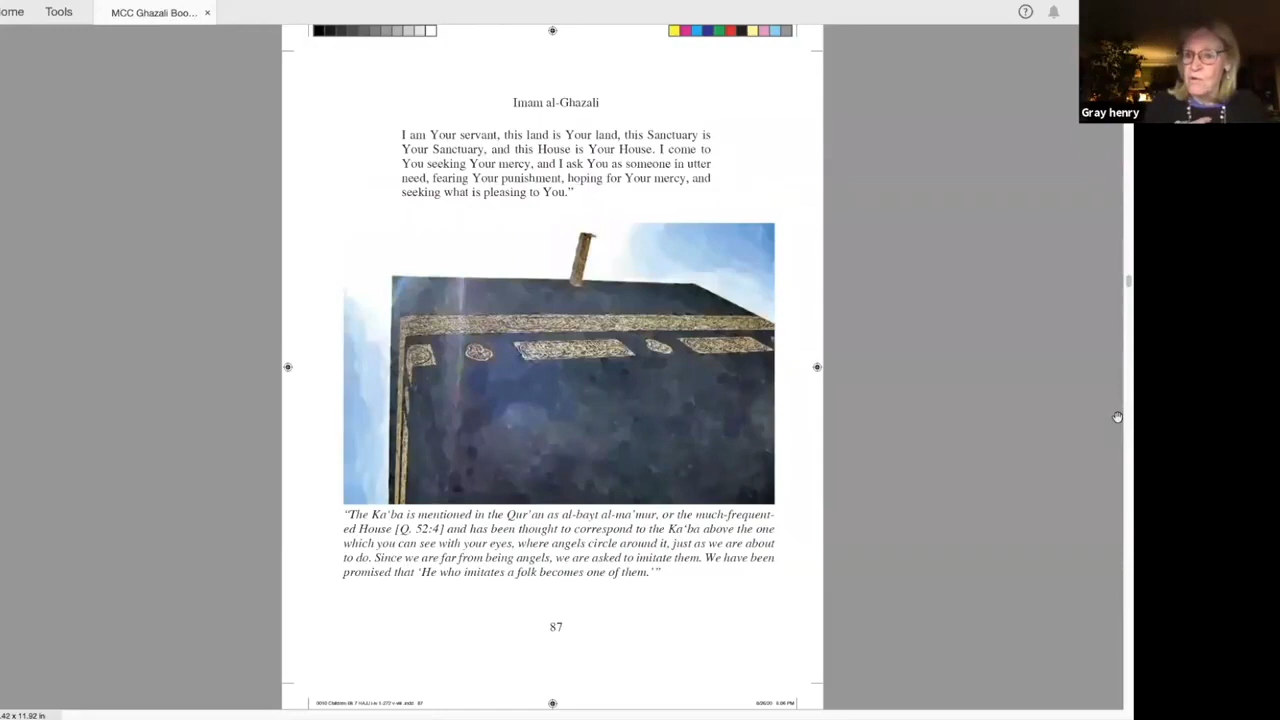 ome
Tools
MCC Ghazali Boo...
×
?
Gray henry
Imam al-Ghazali
I am Your servant, this land is Your land, this Sanctuary is
Your Sanctuary, and this House is Your House. I come to
You seeking Your mercy, and I ask You as someone in utter
need, fearing Your punishment, hoping for Your mercy, and
seeking what is pleasing to You.”
“The Ka‘ba is mentioned in the Qur’an as al-bayt al-ma’mur, or the much-frequent-
ed House [Q. 52:4] and has been thought to correspond to the Ka‘ba above the one
which you can see with your eyes, where angels circle around it, just as we are about
to do. Since we are far from being angels, we are asked to imitate them. We have been
promised that ‘He who imitates a folk becomes one of them.’”
87
.42 x 11.92 in